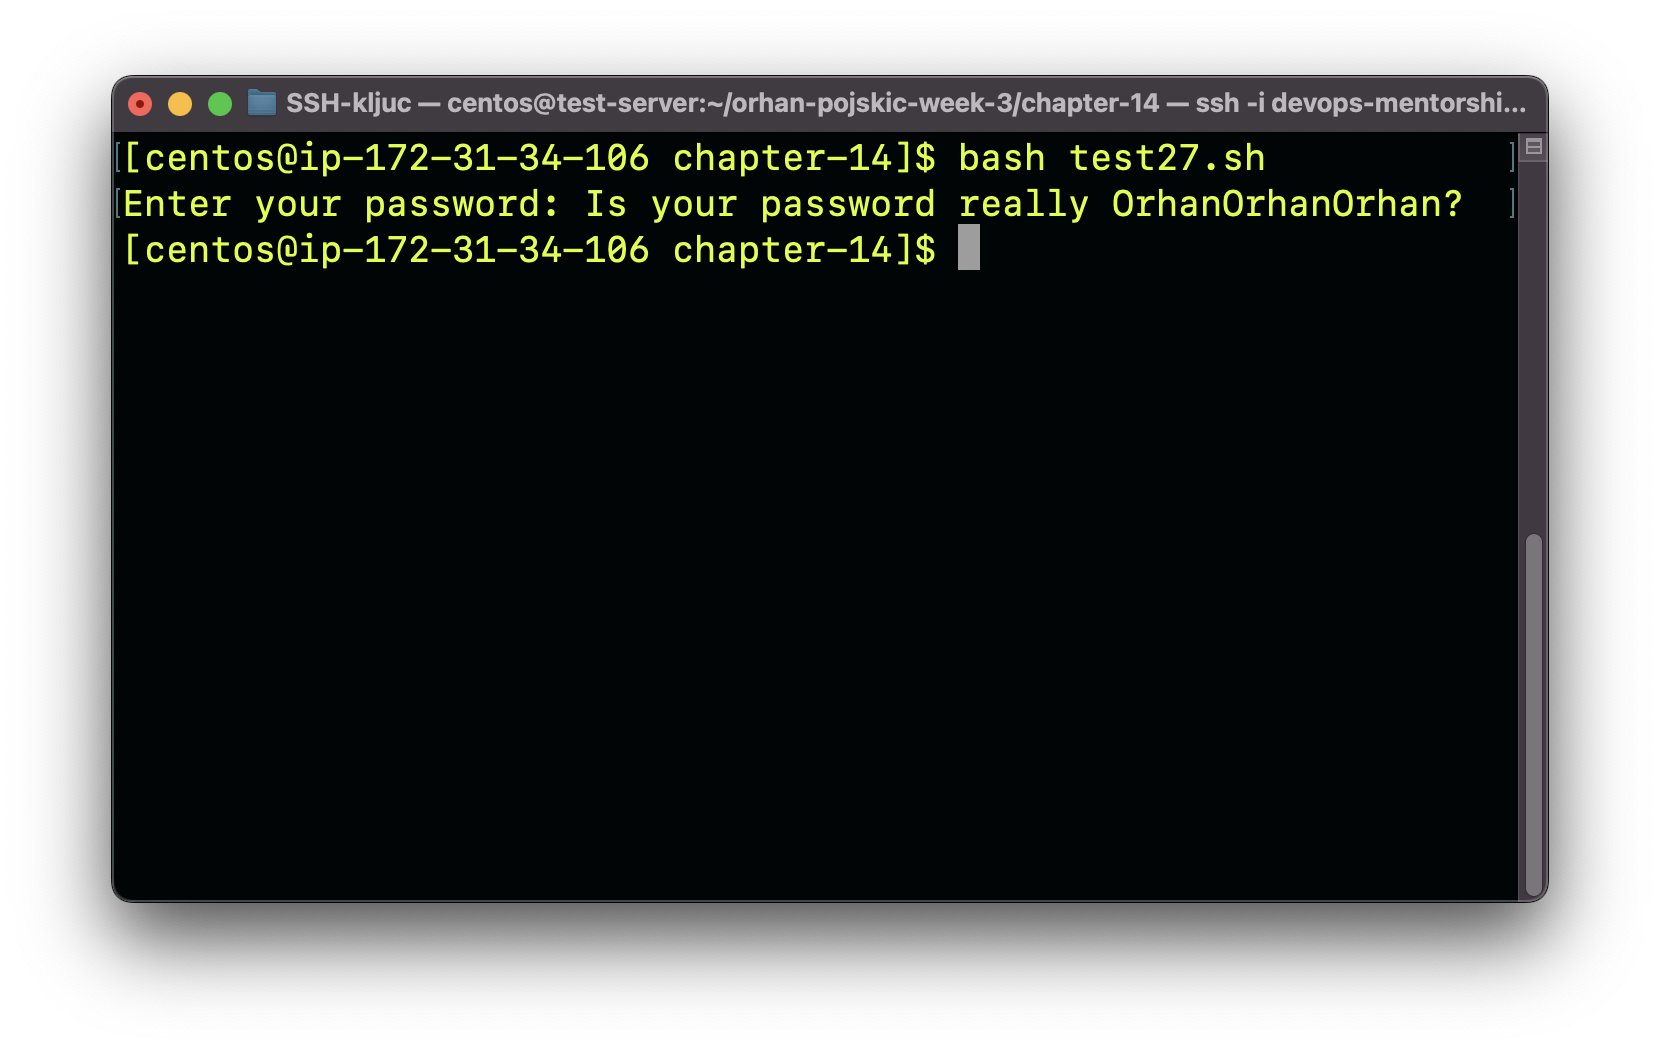 SSH-kljuc — centos@test-server:~/orhan-pojskic-week-3/chapter-14 — ssh -i devops-mentorshi...
[centos@ip-172-31-34-106 chapter-14]$ bash test27.sh
Enter your password: Is your password really OrhanOrhanOrhan?
[centos@ip-172-31-34-106 chapter-14]$